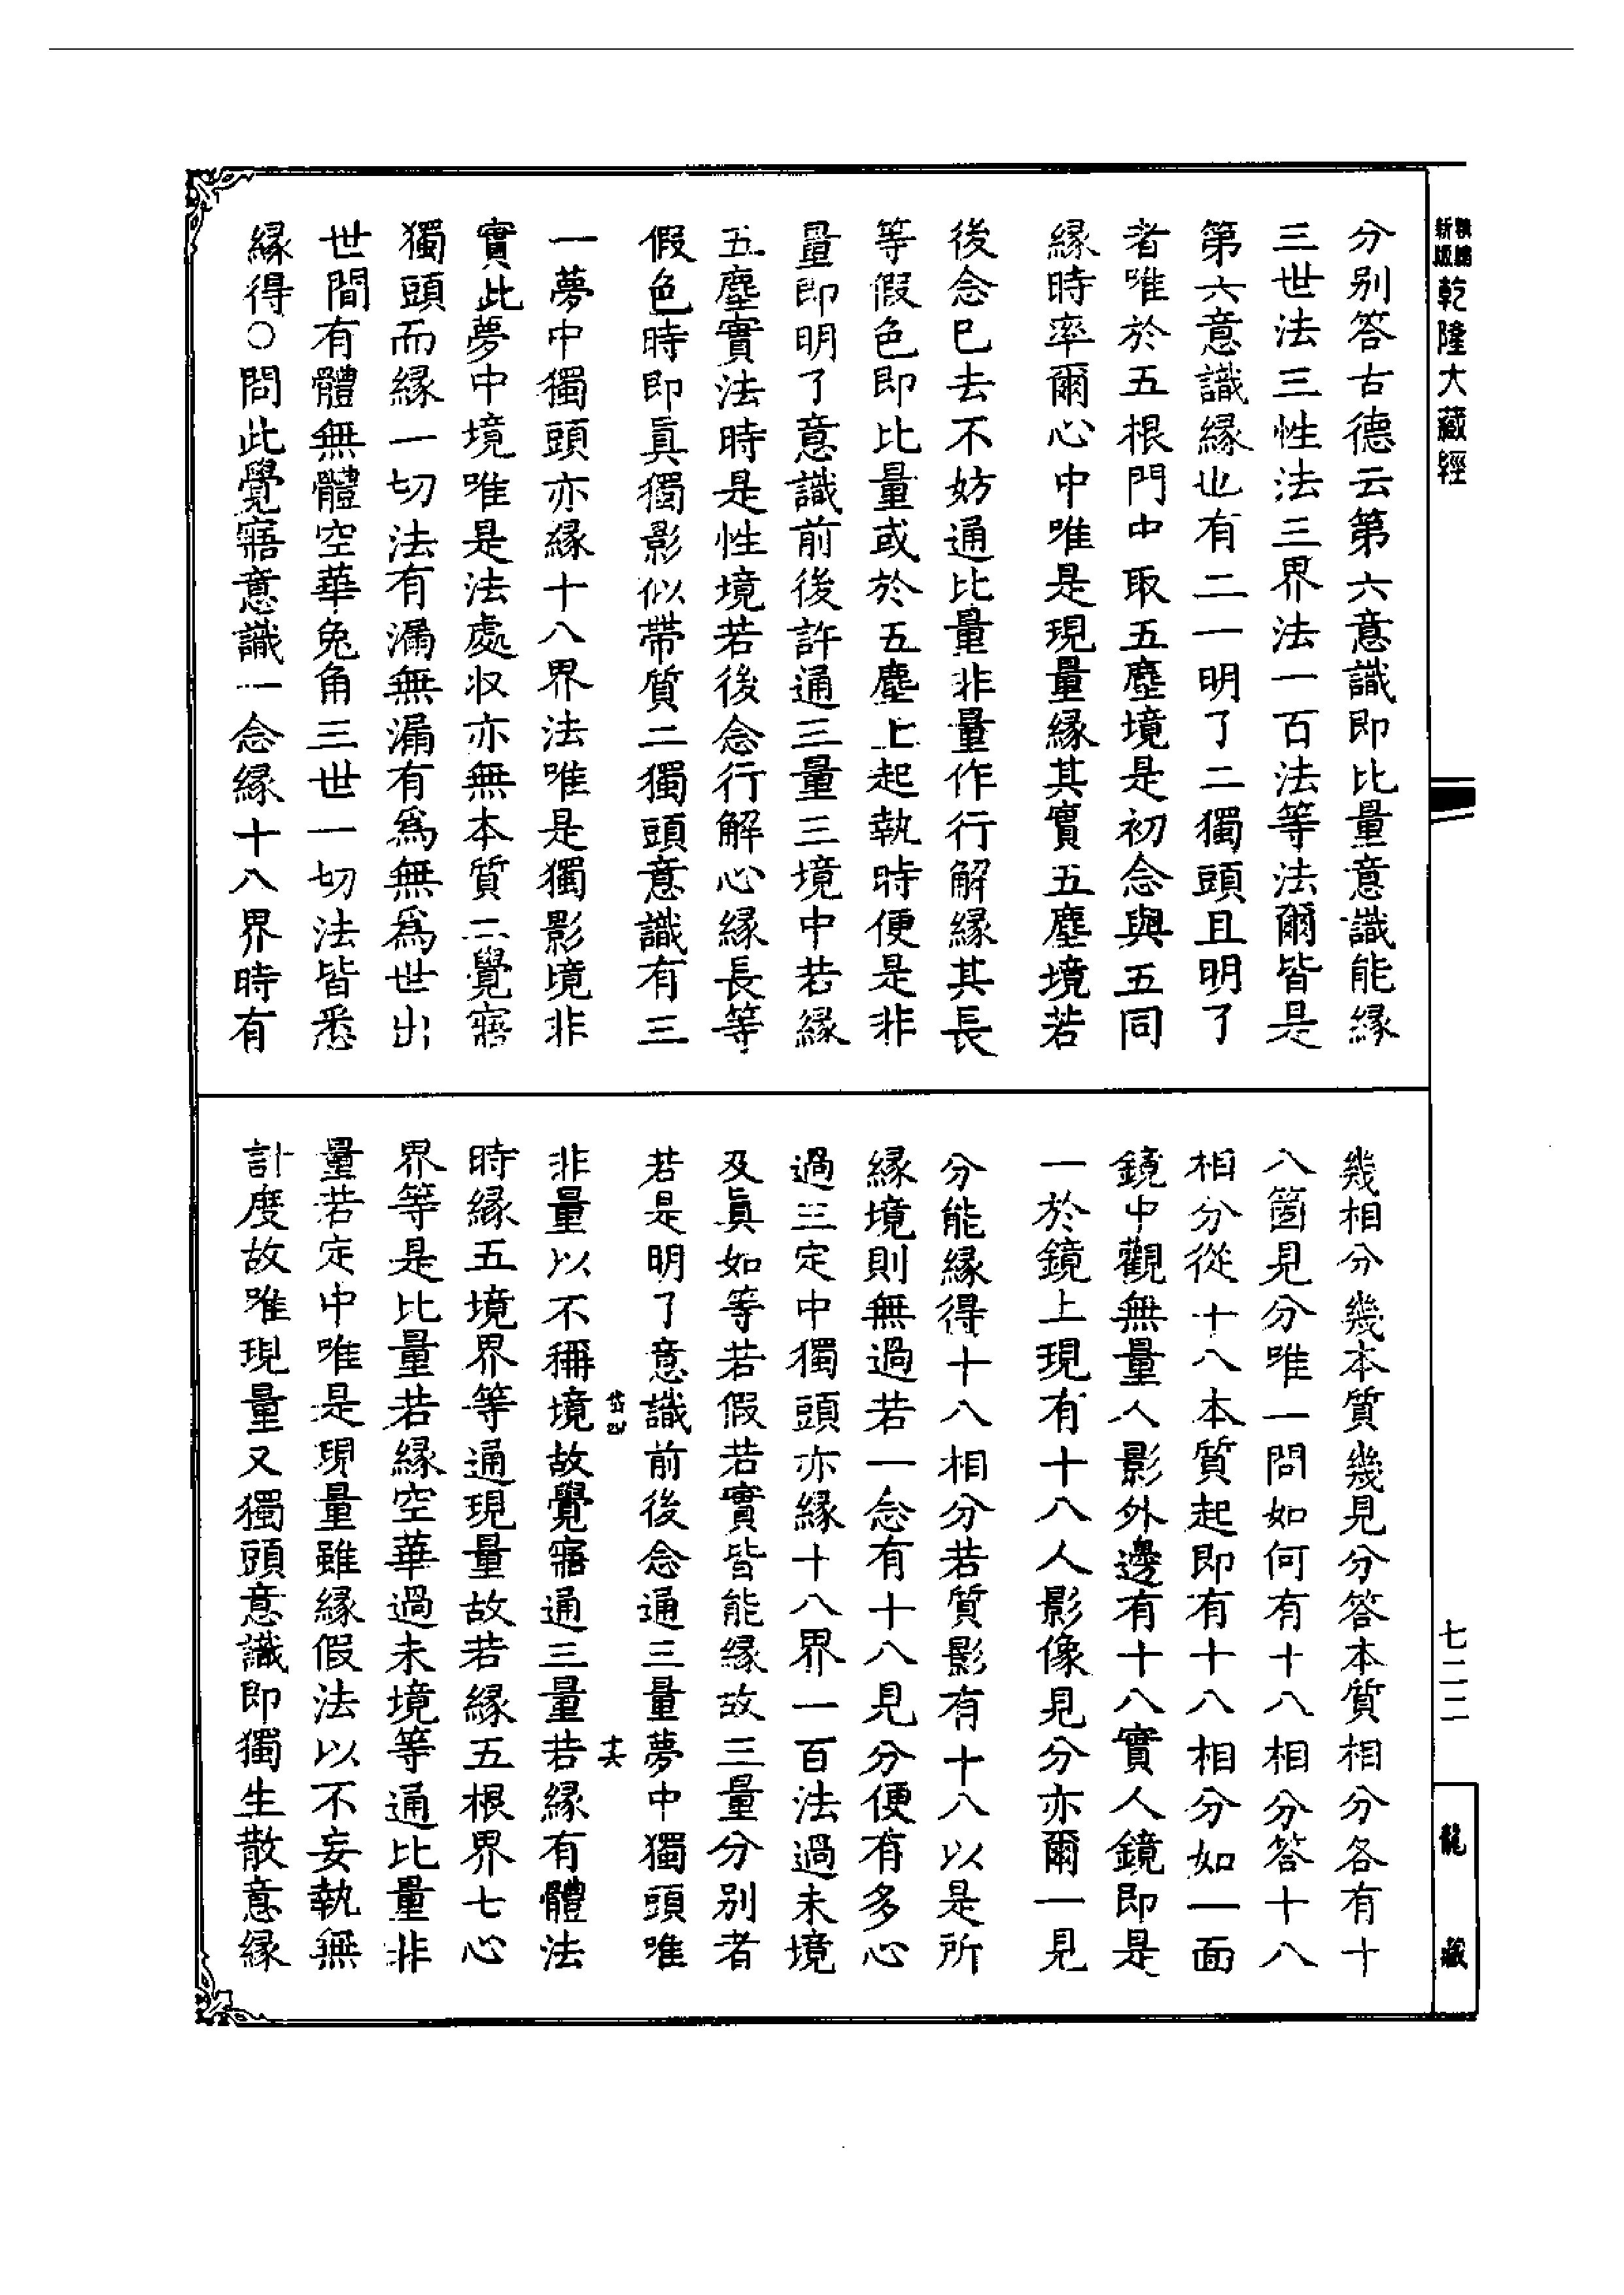 新版
乾隆大藏經
分别答古德云第六意識即比量意識能緣
三世法三性法三界法一百法等法爾皆是
第六意識緣也有二一明了二獨頭且明了
者唯於五根門中取五塵境是初念與五同
緣時率爾心中唯是現量緣其實五塵境若
後念已去不妨通比量非量作行解緣其長
等假色即比量或於五塵上起執時便是非
量即明了意識前後許通三量三境中若緣
五塵實法時是性境若後念行解心緣長等
假色時即眞獨影似帶質二獨頭意識有三
一夢中獨頭亦緣十八界法唯是獨影境非
實此夢中境唯是法處収亦無本質二覺寤
獨頭而緣一切法有漏無漏有爲無爲世出
世間有體無體空華兔角三世一切法皆悉
緣得○問此覺寤意識一念緣十八界時有
幾相分幾本質幾見分答本質相分各有十
八箇見分唯一問如何有十八相分答十八
相分從十八本質起即有十八相分如一面
鏡中觀無量人影外邊有十八實人鏡即是
一於鏡上現有十八人影像見分亦爾一見
分能緣得十八相分若質影有十八以是所
緣境則無過若一念有十八見分便有多心
過三定中獨頭亦緣十八界一百法過未境
及眞如等若假若實皆能緣故三量分别者
若是明了意識前後念通三量夢中獨頭唯
非量以不稱境故覺寤通三量若緣有體法
時緣五境界等通現量故若緣五根界七心
界等是比量若緣空華過未境等通比量非
量若定中唯是現量雖緣假法以不妄執無
計度故唯現量又獨頭意識即獨生散意緣
七二二
龍藏